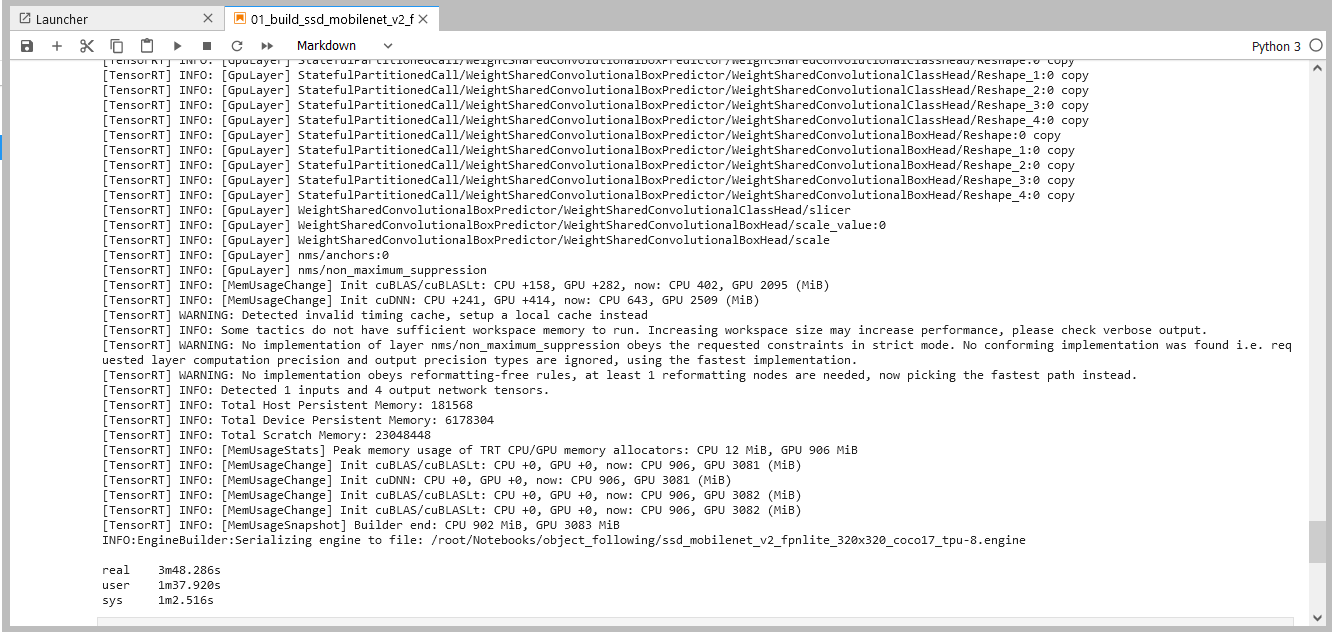 Launcher
01_build_ssd_mobilenet_v2_f
Markdown
Python 3
[TensorRT] INFO: [GpuLayer] StatefulPartitionedCall/WeightSharedConvolutionalBoxPredictor/WeightSharedConvolutionalClassHead/Reshape:0 copy
[TensorRT] INFO: [GpuLayer] StatefulPartitionedCall/WeightSharedConvolutionalBoxPredictor/WeightSharedConvolutionalClassHead/Reshape_1:0 copy
[TensorRT] INFO: [GpuLayer] StatefulPartitionedCall/WeightSharedConvolutionalBoxPredictor/WeightSharedConvolutionalClassHead/Reshape_2:0 copy
[TensorRT] INFO: [GpuLayer] StatefulPartitionedCall/WeightSharedConvolutionalBoxPredictor/WeightSharedConvolutionalClassHead/Reshape_3:0 copy
[TensorRT] INFO: [GpuLayer] StatefulPartitionedCall/WeightSharedConvolutionalBoxPredictor/WeightSharedConvolutionalClassHead/Reshape_4:0 copy
[TensorRT] INFO: [GpuLayer] StatefulPartitionedCall/WeightSharedConvolutionalBoxPredictor/WeightSharedConvolutionalBoxHead/Reshape:0 copy
[TensorRT] INFO: [GpuLayer] StatefulPartitionedCall/WeightSharedConvolutionalBoxPredictor/WeightSharedConvolutionalBoxHead/Reshape_1:0 copy
[TensorRT] INFO: [GpuLayer] StatefulPartitionedCall/WeightSharedConvolutionalBoxPredictor/WeightSharedConvolutionalBoxHead/Reshape_2:0 copy
[TensorRT] INFO: [GpuLayer] StatefulPartitionedCall/WeightSharedConvolutionalBoxPredictor/WeightSharedConvolutionalBoxHead/Reshape_3:0 copy
[TensorRT] INFO: [GpuLayer] StatefulPartitionedCall/WeightSharedConvolutionalBoxPredictor/WeightSharedConvolutionalBoxHead/Reshape_4:0 copy
[TensorRT] INFO: [GpuLayer] WeightSharedConvolutionalBoxPredictor/WeightSharedConvolutionalClassHead/slicer
[TensorRT] INFO: [GpuLayer] WeightSharedConvolutionalBoxPredictor/WeightSharedConvolutionalBoxHead/scale_value:0
[TensorRT] INFO: [GpuLayer] WeightSharedConvolutionalBoxPredictor/WeightSharedConvolutionalBoxHead/scale
[TensorRT] INFO: [GpuLayer] nms/anchors:0
[TensorRT] INFO: [GpuLayer] nms/non_maximum_suppression
[TensorRT] INFO: [MemUsageChange] Init cuBLAS/cuBLASLt: CPU +158, GPU +282, now: CPU 402, GPU 2095 (MiB)
[TensorRT] INFO: [MemUsageChange] Init cuDNN: CPU +241, GPU +414, now: CPU 643, GPU 2509 (MiB)
[TensorRT] WARNING: Detected invalid timing cache, setup a local cache instead
[TensorRT] INFO: Some tactics do not have sufficient workspace memory to run. Increasing workspace size may increase performance, please check verbose output.
[TensorRT] WARNING: No implementation of layer nms/non_maximum_suppression obeys the requested constraints in strict mode. No conforming implementation was found i.e. req
uested layer computation precision and output precision types are ignored, using the fastest implementation.
[TensorRT] WARNING: No implementation obeys reformatting-free rules, at least 1 reformatting nodes are needed, now picking the fastest path instead.
[TensorRT] INFO: Detected 1 inputs and 4 output network tensors.
[TensorRT] INFO: Total Host Persistent Memory: 181568
[TensorRT] INFO: Total Device Persistent Memory: 6178304
[TensorRT] INFO: Total Scratch Memory: 23048448
[TensorRT] INFO: [MemUsageStats] Peak memory usage of TRT CPU/GPU memory allocators: CPU 12 MiB, GPU 906 MiB
[TensorRT] INFO: [MemUsageChange] Init cuBLAS/cuBLASLt: CPU +0, GPU +0, now: CPU 906, GPU 3081 (MiB)
[TensorRT] INFO: [MemUsageChange] Init cuDNN: CPU +0, GPU +0, now: CPU 906, GPU 3081 (MiB)
[TensorRT] INFO: [MemUsageChange] Init cuBLAS/cuBLASLt: CPU +0, GPU +0, now: CPU 906, GPU 3082 (MiB)
[TensorRT] INFO: [MemUsageChange] Init cuBLAS/cuBLASLt: CPU +0, GPU +0, now: CPU 906, GPU 3082 (MiB)
[TensorRT] INFO: [MemUsageSnapshot] Builder end: CPU 902 MiB, GPU 3083 MiB
INFO:EngineBuilder:Serializing engine to file: /root/Notebooks/object_following/ssd_mobilenet_v2_fpnlite_320x320_coco17_tpu-8.engine
real 3m48.286s
user 1m37.920s
sys 1m2.516s